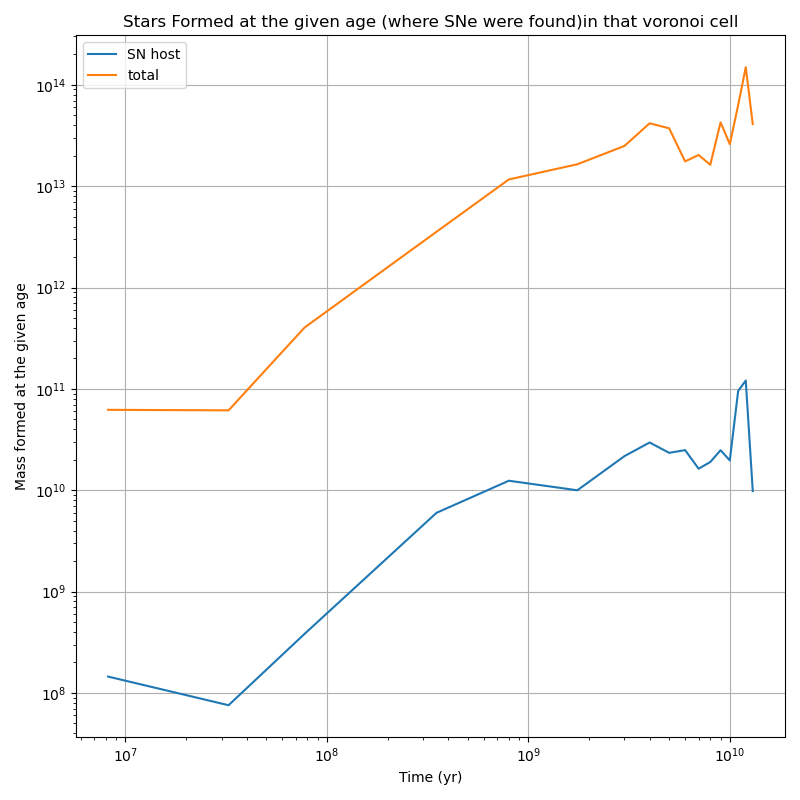 Stars Formed at the given age (where SNe were found)in that voronoi cell
SN host
total
Mass formed at the given age
10^14
10^13
10^12
10^11
10^10
10^9
10^8
10^7
10^8
10^9
10^10
Time (yr)